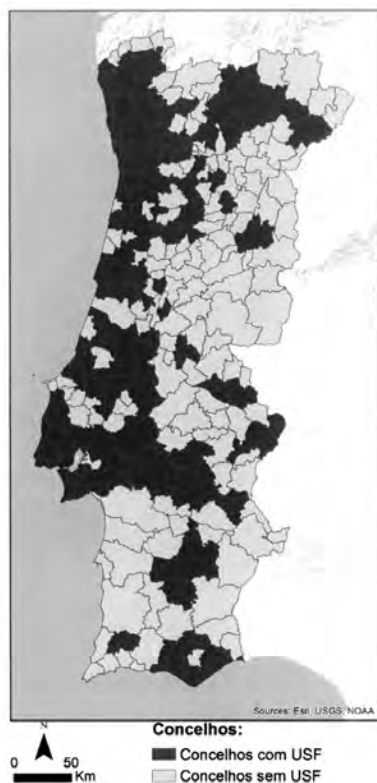 Sources: Esri, USGS, NOAA
N
Concelhos:
0 50
Km
Concelhos com USF
Concelhos sem USF